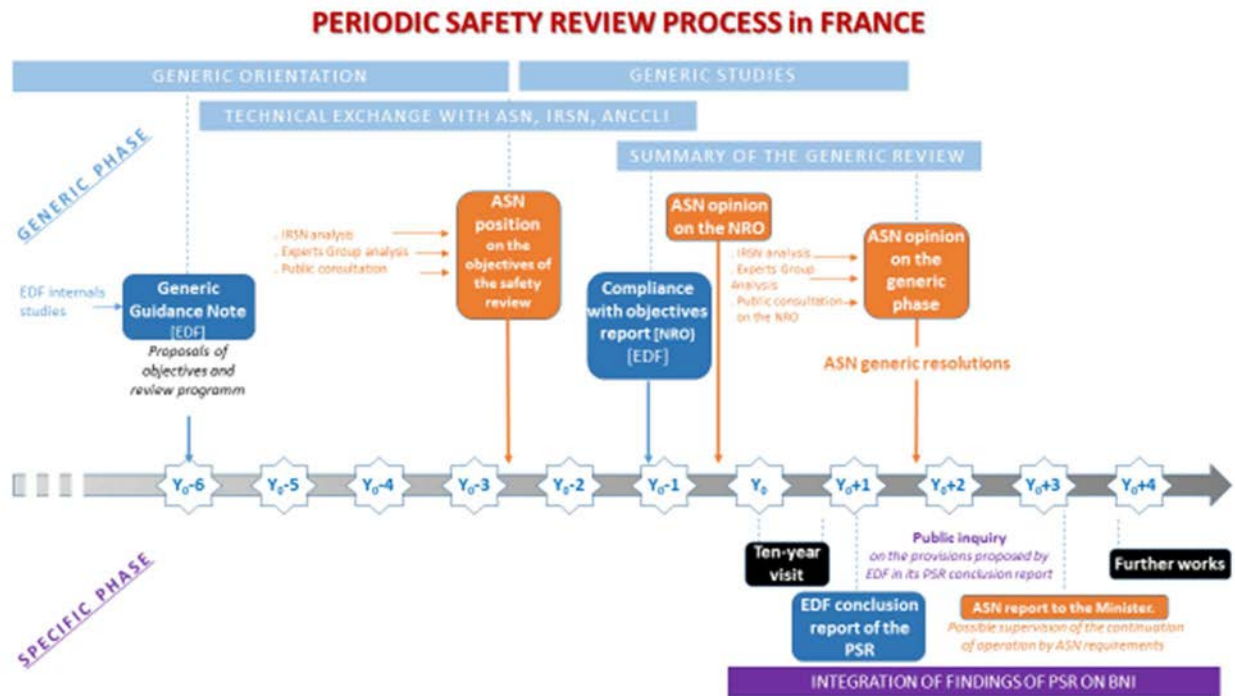 PERIODIC SAFETY REVIEW PROCESS in FRANCE
GENERIC ORIENTATION
GENERIC STUDIES
TECHNICAL EXCHANGE WITH ASN, IRSN, ANCCLI
SUMMARY OF THE GENERIC REVIEW
GENERIC PHASE
EDF internals
studies
Generic
Guidance Note
[EDF]
Proposals of
objectives and
review programm
. IRSN analysis
. Experts Group analysis
. Public consultation
ASN
position
on the
objectives of
the safety
review
Compliance
with objectives
report [NRO]
[EDF]
ASN opinion
on the NRO
. IRSN analysis
. Experts Group
Analysis
. Public consultation
on the NRO
ASN opinion
on the
generic
phase
ASN generic resolutions
Y₀-6
Y₀-5
Y₀-4
Y₀-3
Y₀-2
Y₀-1
Y₀
Y₀+1
Y₀+2
Y₀+3
Y₀+4
SPECIFIC PHASE
Ten-year
visit
EDF conclusion
report of the
PSR
Public inquiry
on the provisions proposed by
EDF in its PSR conclusion report
ASN report to the Minister.
Possible supervision of the continuation
of operation by ASN requirements
Further works
INTEGRATION OF FINDINGS OF PSR ON BNI